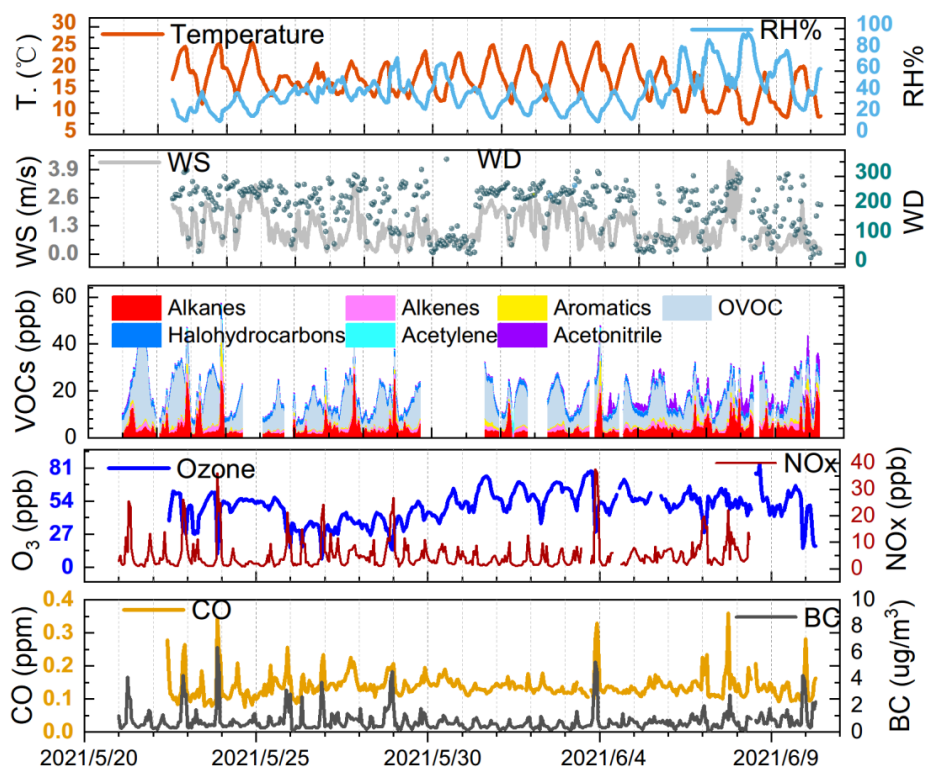 Temperature
RH%
T. (℃)
30
25
20
15
10
5
100
80
60
40
20
0
RH%
WS
WD
WS (m/s)
3.9
2.6
1.3
0.0
300
200
100
0
WD
VOCs (ppb)
60
40
20
0
Alkanes Alkenes Aromatics OVOC
Halohydrocarbons Acetylene Acetonitrile
Ozone
NOx
O3 (ppb)
81
54
27
0
40
30
20
10
0
NOx (ppb)
CO
BC
CO (ppm)
0.4
0.3
0.2
0.1
0.0
10
8
6
4
2
0
BC (ug/m³)
2021/5/20 2021/5/25 2021/5/30 2021/6/4 2021/6/9